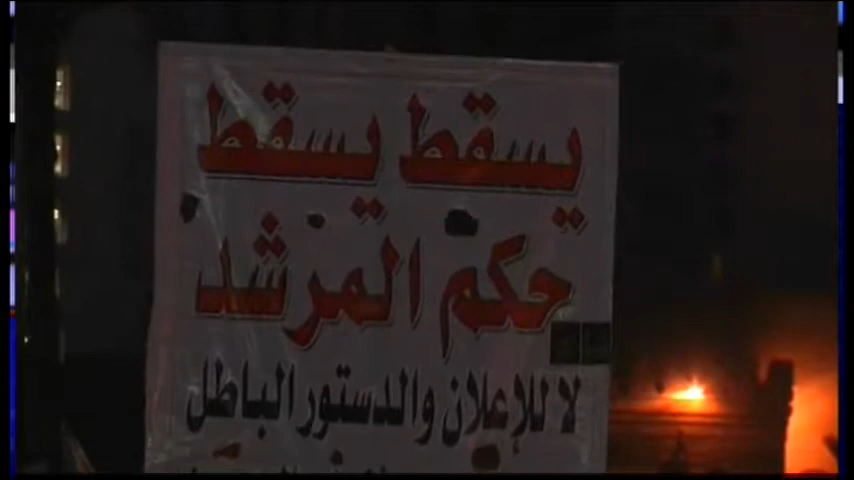 يسقط يسقط
حكم المرشد
لا للإعلان والدستور الباطل